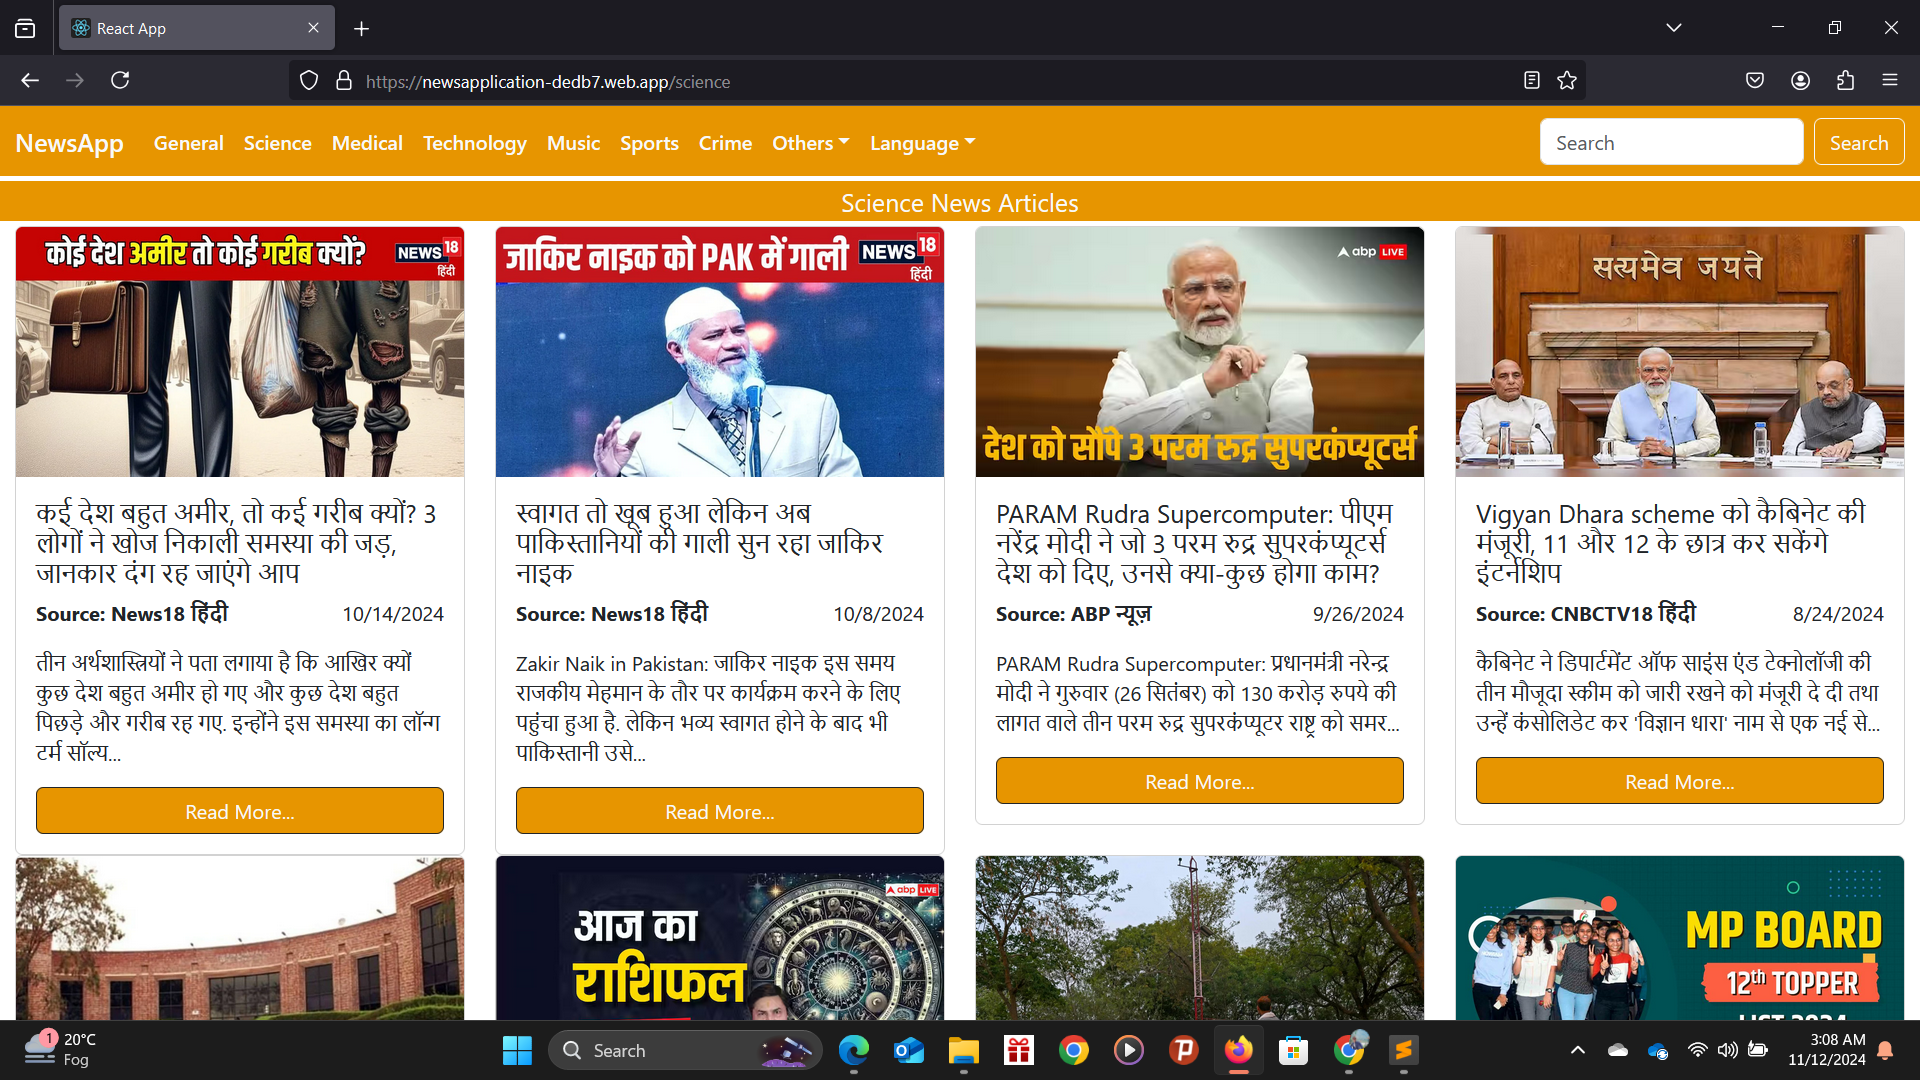 React App
https://newsapplication-dedb7.web.app/science
NewsApp General Science Medical Technology Music Sports Crime Others Language Search Search
Science News Articles
कोई देश अमीर तो कोई गरीब क्यों? NEWS 18 हिंदी
कई देश बहुत अमीर, तो कई गरीब क्यों? 3
लोगों ने खोज निकाली समस्या की जड़,
जानकार दंग रह जाएंगे आप
Source: News18 हिंदी 10/14/2024
तीन अर्थशास्त्रियों ने पता लगाया है कि आखिर क्यों
कुछ देश बहुत अमीर हो गए और कुछ देश बहुत
पिछड़े और गरीब रह गए. इन्होंने इस समस्या का लॉन्ग
टर्म सॉल्य...
Read More...
जाकिर नाइक को PAK में गाली NEWS 18 हिंदी
स्वागत तो खूब हुआ लेकिन अब
पाकिस्तानियों की गाली सुन रहा जाकिर
नाइक
Source: News18 हिंदी 10/8/2024
Zakir Naik in Pakistan: जाकिर नाइक इस समय
राजकीय मेहमान के तौर पर कार्यक्रम करने के लिए
पहुंचा हुआ है. लेकिन भव्य स्वागत होने के बाद भी
पाकिस्तानी उसे...
Read More...
abp LIVE
देश को सौंपे 3 परम रुद्र सुपरकंप्यूटर्स
PARAM Rudra Supercomputer: पीएम
नरेंद्र मोदी ने जो 3 परम रुद्र सुपरकंप्यूटर्स
देश को दिए, उनसे क्या-कुछ होगा काम?
Source: ABP न्यूज़ 9/26/2024
PARAM Rudra Supercomputer: प्रधानमंत्री नरेन्द्र
मोदी ने गुरुवार (26 सितंबर) को 130 करोड़ रुपये की
लागत वाले तीन परम रुद्र सुपरकंप्यूटर राष्ट्र को समर...
Read More...
सत्यमेव जयते
Vigyan Dhara scheme को कैबिनेट की
मंजूरी, 11 और 12 के छात्र कर सकेंगे
इंटर्नशिप
Source: CNBCTV18 हिंदी 8/24/2024
कैबिनेट ने डिपार्टमेंट ऑफ साइंस एंड टेक्नोलॉजी की
तीन मौजूदा स्कीम को जारी रखने को मंजूरी दे दी तथा
उन्हें कंसोलिडेट कर 'विज्ञान धारा' नाम से एक नई से...
Read More...
abp LIVE
आज का
राशिफल
MP BOARD
12th TOPPER
LIST 2024
1 20°C
Fog
Search
3:08 AM
11/12/2024